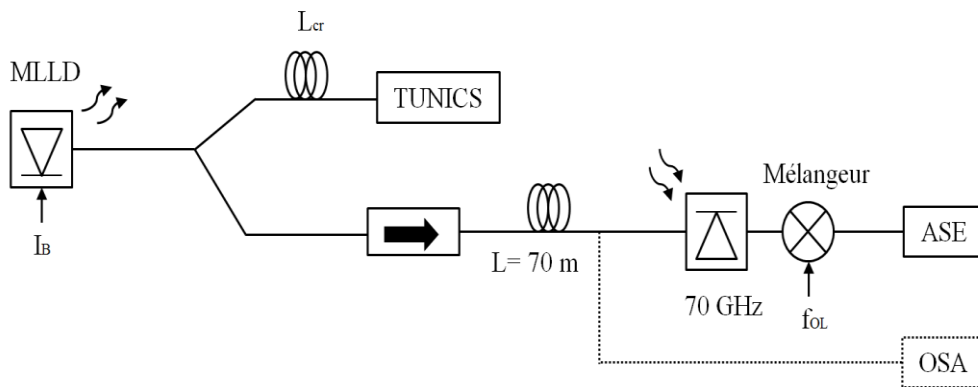 Lcr
MLLD
TUNICS
Mélangeur
IB
L= 70 m
ASE
70 GHz
fOL
OSA